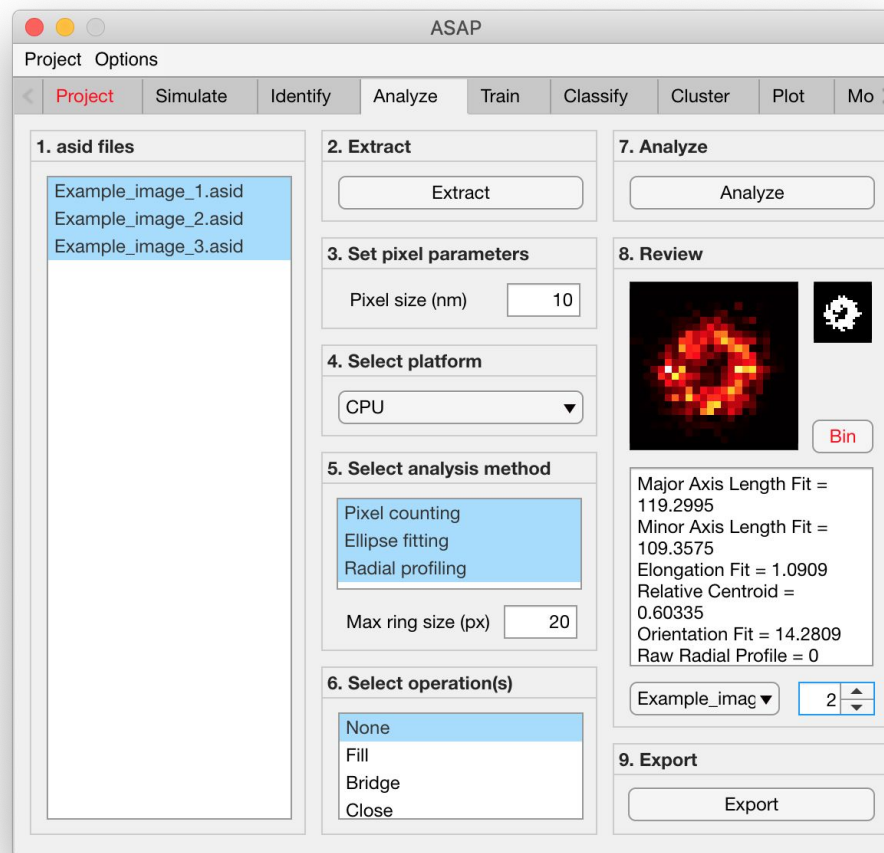 ASAP
Project Options
Project Simulate Identify Analyze Train Classify Cluster Plot Mo
1. asid files
Example_image_1.asid
Example_image_2.asid
Example_image_3.asid
2. Extract
Extract
3. Set pixel parameters
Pixel size (nm) 10
4. Select platform
CPU
5. Select analysis method
Pixel counting
Ellipse fitting
Radial profiling
Max ring size (px) 20
6. Select operation(s)
None
Fill
Bridge
Close
7. Analyze
Analyze
8. Review
Bin
Major Axis Length Fit =
119.2995
Minor Axis Length Fit =
109.3575
Elongation Fit = 1.0909
Relative Centroid =
0.60335
Orientation Fit = 14.2809
Raw Radial Profile = 0
Example_imag 2
9. Export
Export